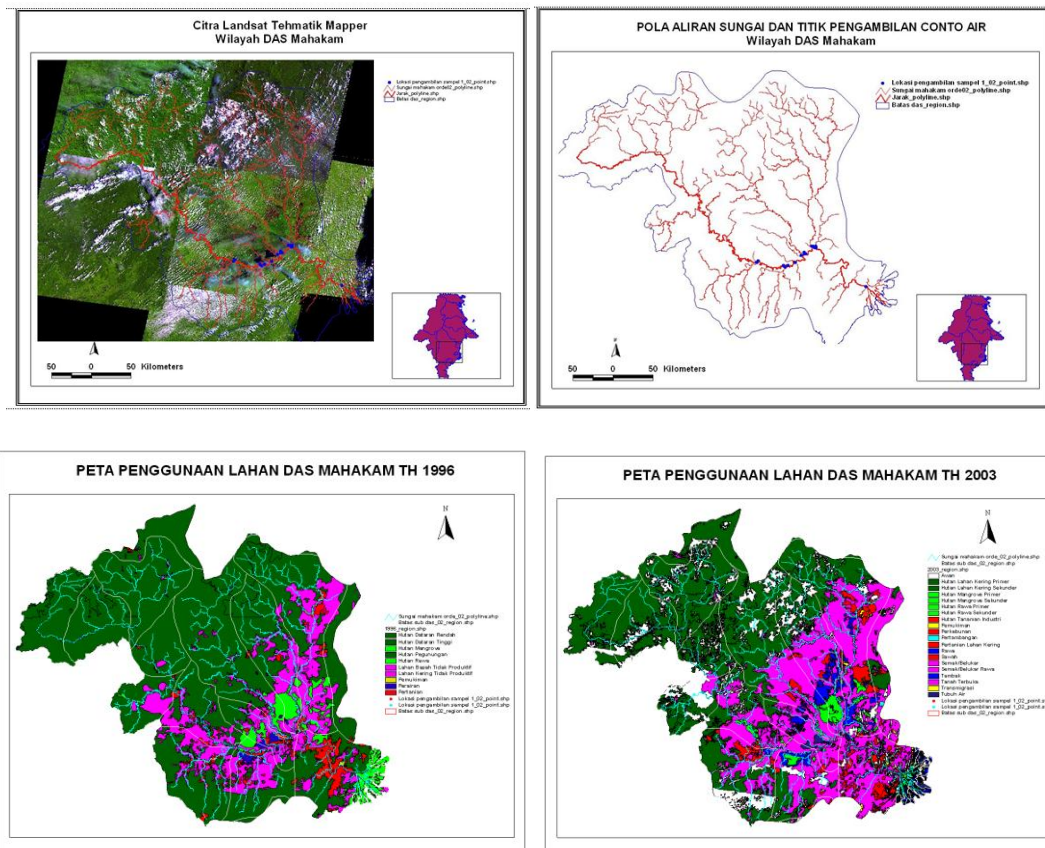 Citra Landsat Tehmatik Mapper
Wilayah DAS Mahakam
Lokasi pengambilan sampel 1_02_point.shp
Sungai mahakam orde02_polyline.shp
Jarak_polyline.shp
Batas das_region.shp
50 0 50 Kilometers
POLA ALIRAN SUNGAI DAN TITIK PENGAMBILAN CONTO AIR
Wilayah DAS Mahakam
Lokasi pengambilan sampel 1_02_point.shp
Sungai mahakam orde02_polyline.shp
Jarak_polyline.shp
Batas das_region.shp
N
50 0 50 Kilometers
PETA PENGGUNAAN LAHAN DAS MAHAKAM TH 1996
N
Sungai mahakam orde_02_polyline.shp
Batas sub das_02_region.shp
1996_region.shp
Hutan Dataran Rendah
Hutan Dataran Tinggi
Hutan Mangrove
Hutan Pegunungan
Hutan Rawa
Lahan Basah Tidak Produktif
Lahan Kering Tidak Produktif
Pemukiman
Perairan
Pertanian
Lokasi pengambilan sampel 1_02_point.shp
Lokasi pengambilan sampel 1_02_point.shp
Batas sub das_02_region.shp
PETA PENGGUNAAN LAHAN DAS MAHAKAM TH 2003
N
Sungai mahakam orde_02_polyline.shp
Batas sub das_02_region.shp
2003_region.shp
Awan
Hutan Lahan Kering Primer
Hutan Lahan Kering Sekunder
Hutan Mangrove Primer
Hutan Mangrove Sekunder
Hutan Rawa Primer
Hutan Rawa Sekunder
Hutan Tanaman Industri
Pemukiman
Perkebunan
Pertambangan
Pertanian Lahan Kering
Rawa
Sawah
Semak/Belukar
Semak/Belukar Rawa
Tambak
Tanah Terbuka
Transmigrasi
Tubuh Air
Lokasi pengambilan sampel 1_02_point.s
Lokasi pengambilan sampel 1_02_point.s
Batas sub das_02_region.shp